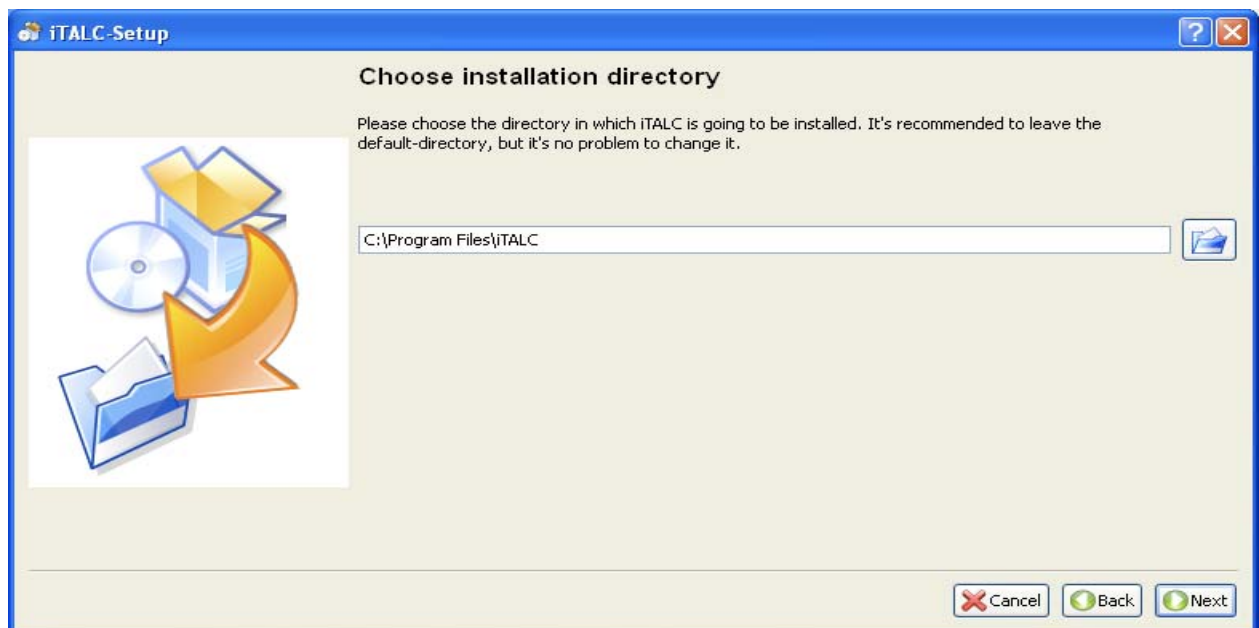 iTALC-Setup
Choose installation directory
Please choose the directory in which iTALC is going to be installed. It's recommended to leave the
default-directory, but it's no problem to change it.
C:\Program Files\iTALC
Cancel Back Next